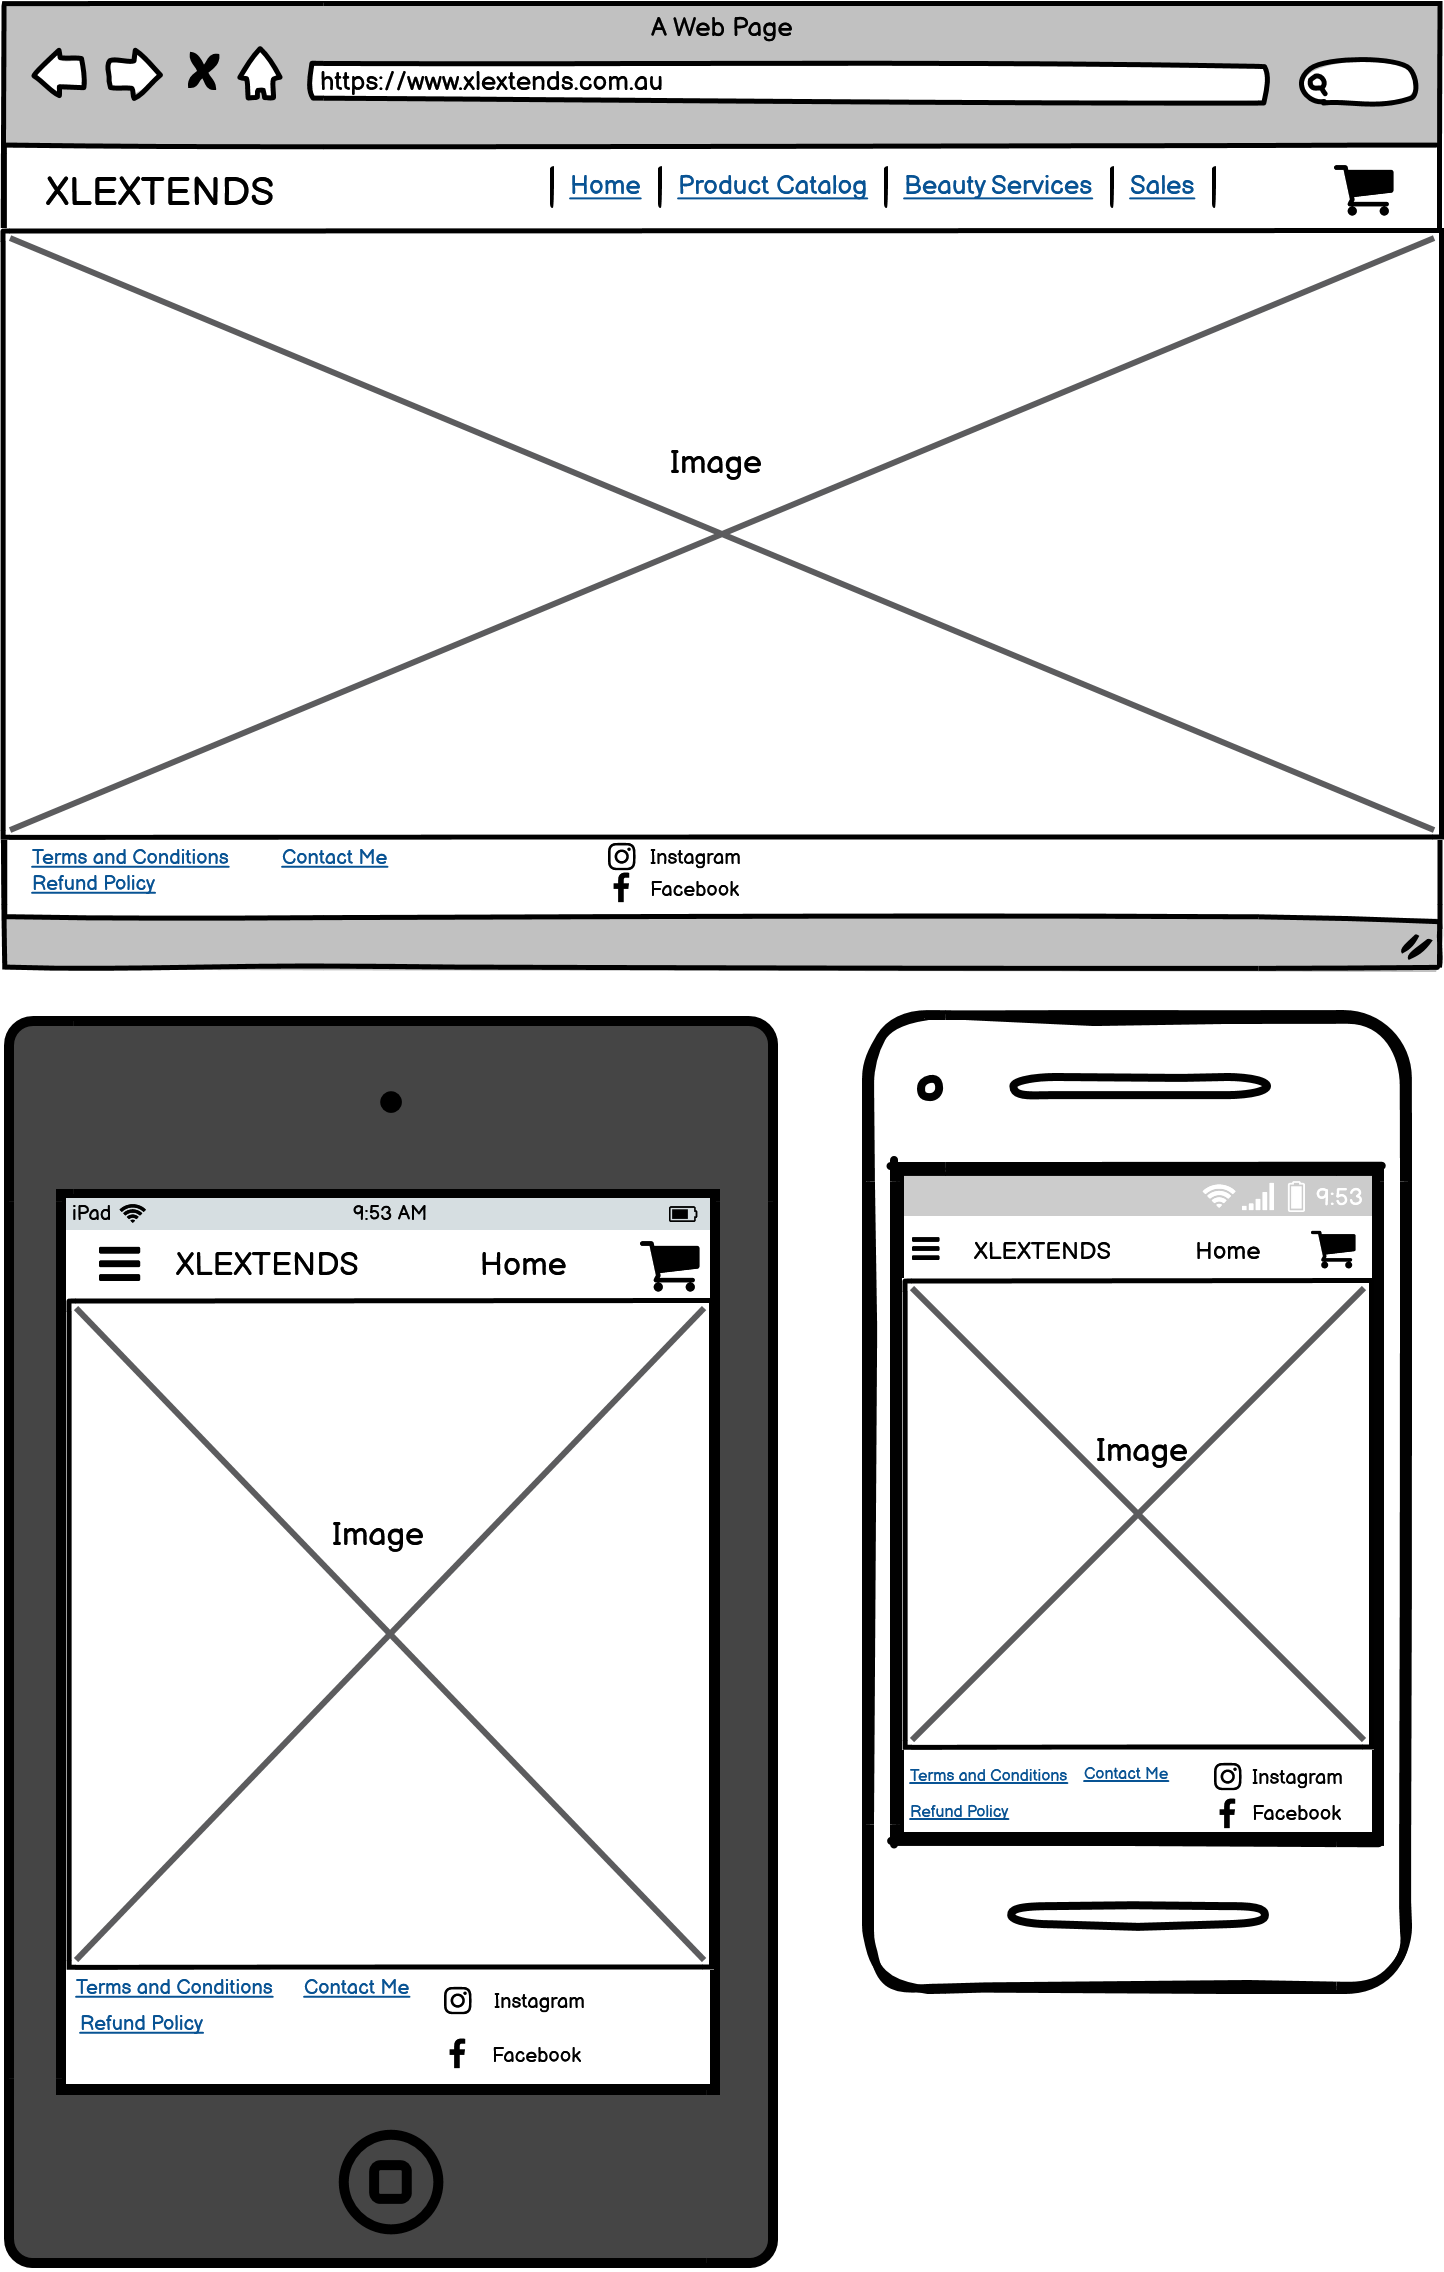 A Web Page
https://www.xlextends.com.au
XLEXTENDS Home Product Catalog Beauty Services Sales
Image
Terms and Conditions Contact Me Instagram
Refund Policy Facebook
iPad 9:53 AM
XLEXTENDS Home
Image
Terms and Conditions Contact Me Instagram
Refund Policy
Facebook
9:53
XLEXTENDS Home
Image
Terms and Conditions Contact Me Instagram
Refund Policy Facebook